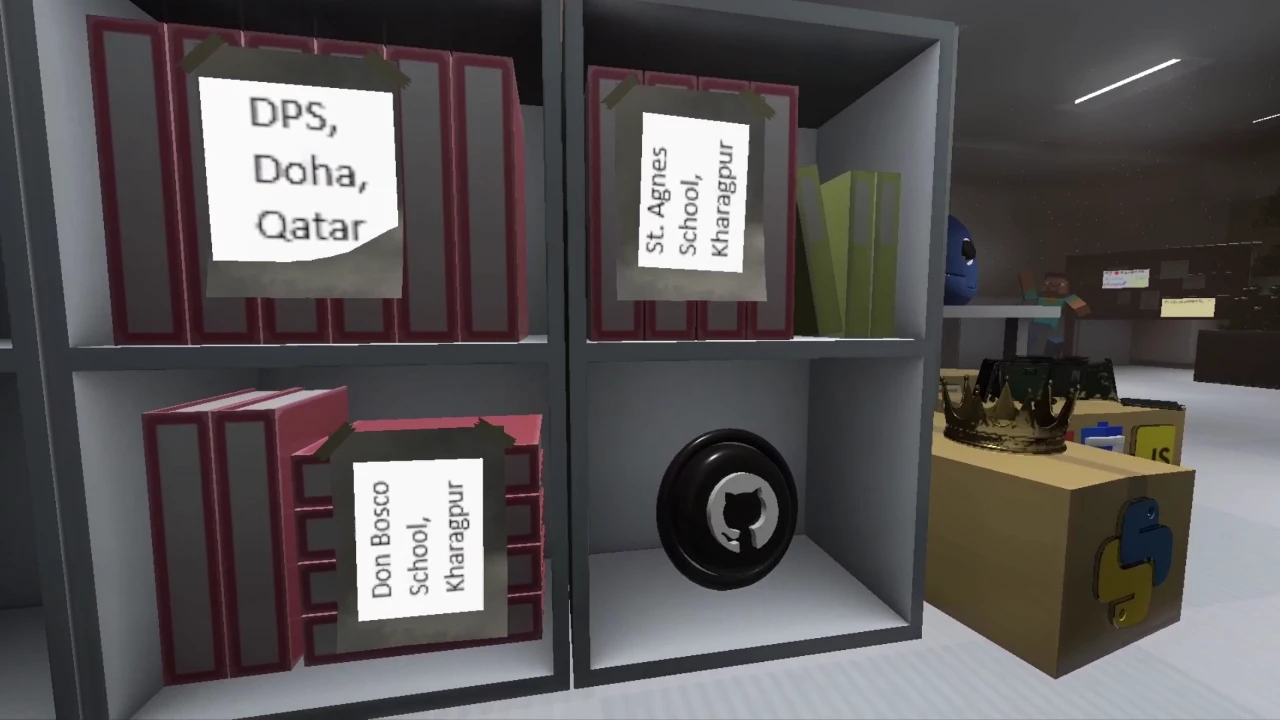 DPS,
Doha,
Qatar
St. Agnes
School,
Kharagpur
Don Bosco
School,
Kharagpur
JS